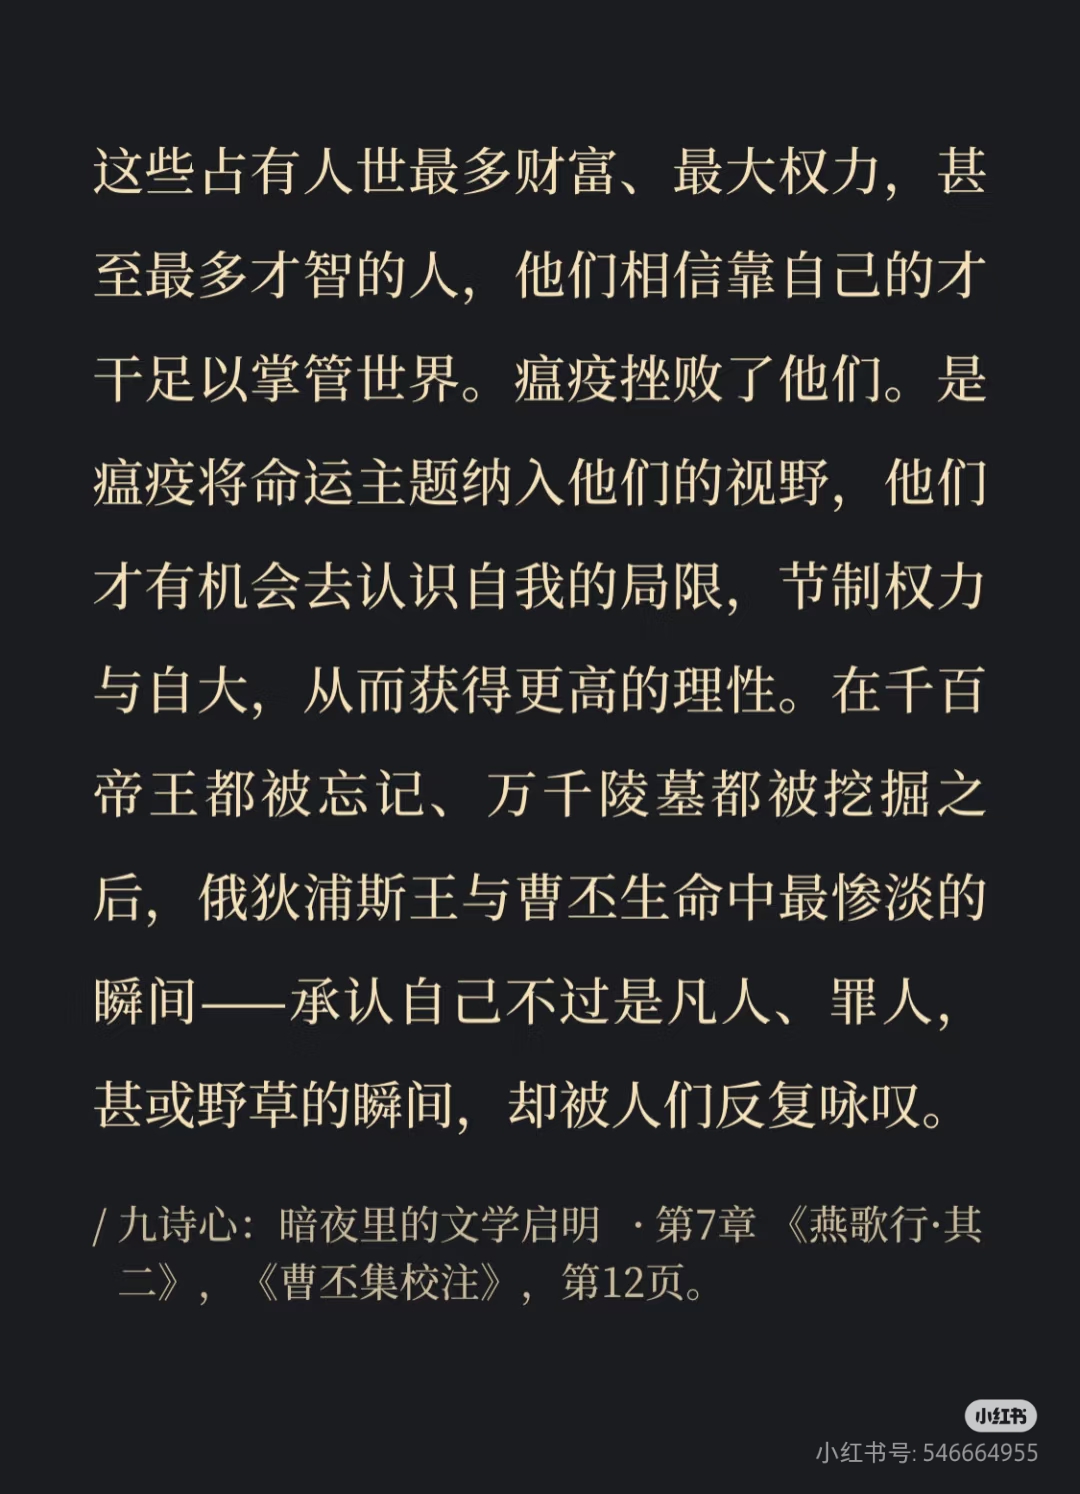 这些占有人世最多财富、最大权力，甚
至最多才智的人，他们相信靠自己的才
干足以掌管世界。瘟疫挫败了他们。是
瘟疫将命运主题纳入他们的视野，他们
才有机会去认识自我的局限，节制权力
与自大，从而获得更高的理性。在千百
帝王都被忘记、万千陵墓都被挖掘之
后，俄狄浦斯王与曹丕生命中最惨淡的
瞬间——承认自己不过是凡人、罪人，
甚或野草的瞬间，却被人们反复咏叹。
/ 九诗心：暗夜里的文学启明 · 第7章 《燕歌行·其
二》，《曹丕集校注》，第12页。
小红书
小红书号: 546664955